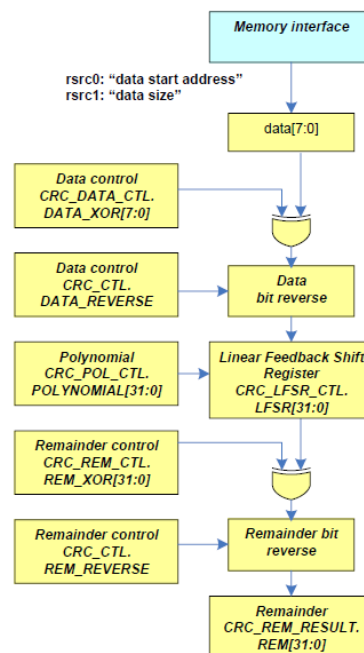 Memory interface
rsrc0: “data start address”
rsrc1: “data size”
data[7:0]
Data control
CRC_DATA_CTL.
DATA_XOR[7:0]
Data control
CRC_CTL.
DATA_REVERSE
Data
bit reverse
Polynomial
CRC_POL_CTL.
POLYNOMIAL[31:0]
Linear Feedback Shift
Register
CRC_LFSR_CTL.
LFSR[31:0]
Remainder control
CRC_REM_CTL.
REM_XOR[31:0]
Remainder control
CRC_CTL.
REM_REVERSE
Remainder bit
reverse
Remainder
CRC_REM_RESULT.
REM[31:0]